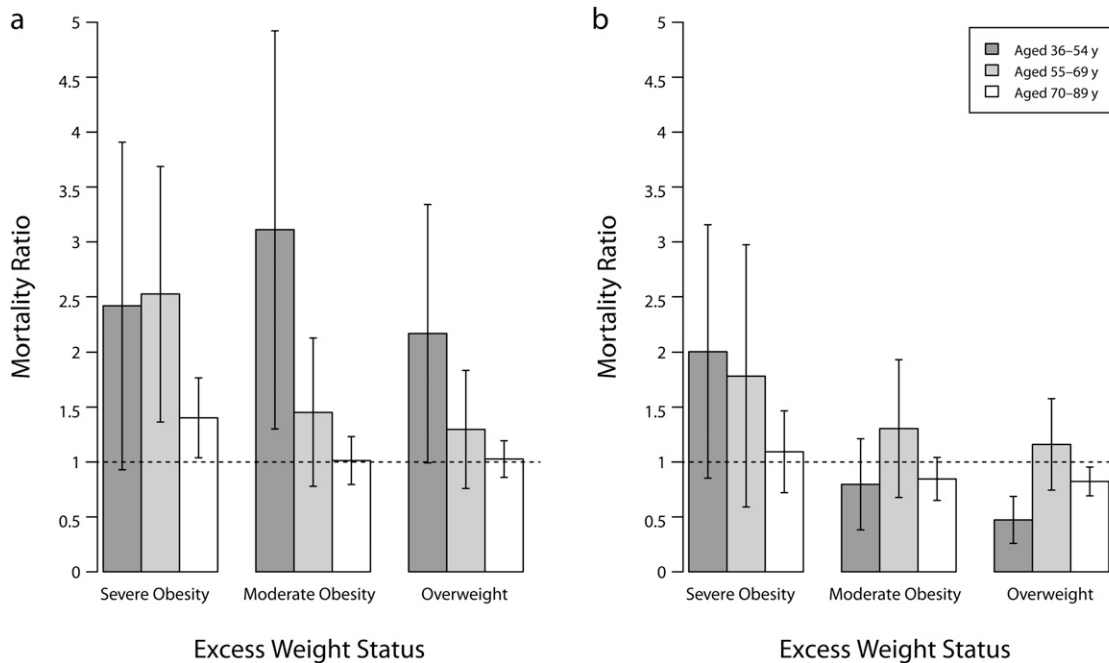 a
Mortality Ratio
5
4.5
4
3.5
3
2.5
2
1.5
1
0.5
0
Severe Obesity Moderate Obesity Overweight
Excess Weight Status
b
Mortality Ratio
5
4.5
4
3.5
3
2.5
2
1.5
1
0.5
0
Aged 36–54 y
Aged 55–69 y
Aged 70–89 y
Severe Obesity Moderate Obesity Overweight
Excess Weight Status